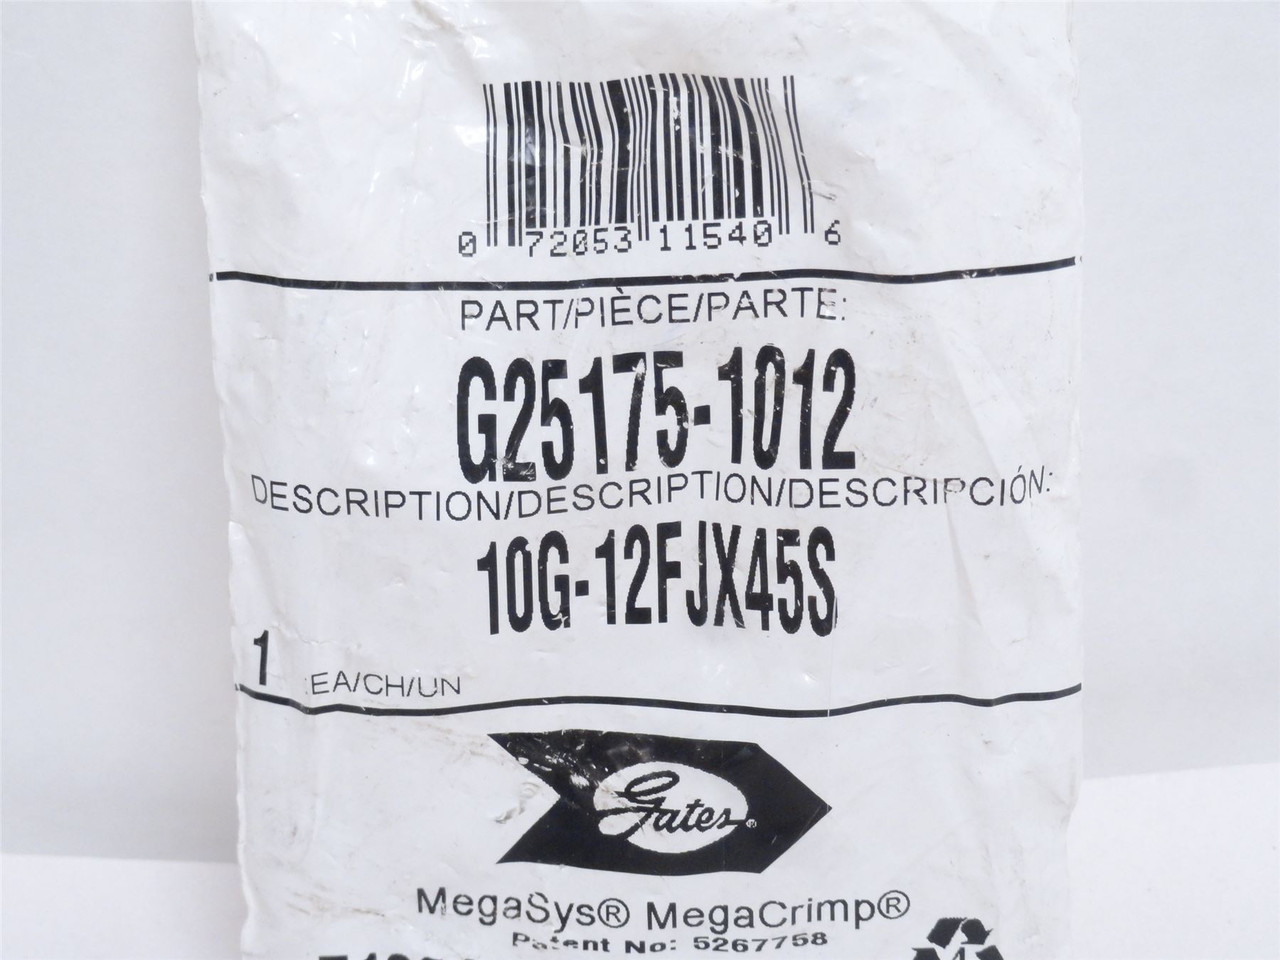 0 72053 11540 6
PART/PIÈCE/PARTE:
G25175-1012
DESCRIPTION/DESCRIPTION/DESCRIPCIÓN:
10G-12FJX45S
1 :EA/CH/UN
Gates®
MegaSys® MegaCrimp®
Patent No: 5267758
4